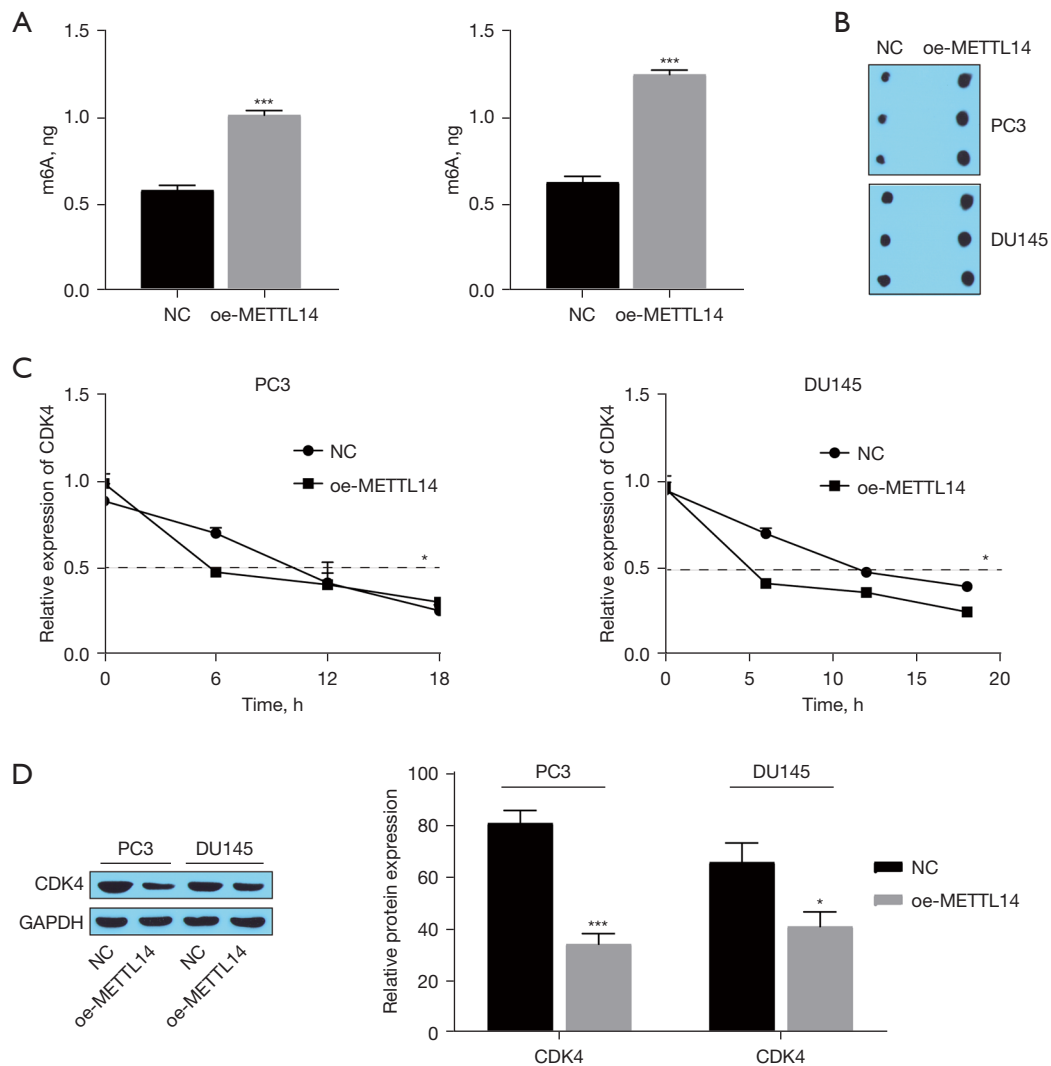 A
m6A, ng
1.5
1.0
0.5
0.0
***
NC oe-METTL14
m6A, ng
1.5
1.0
0.5
0.0
***
NC oe-METTL14
B
NC oe-METTL14
PC3
DU145
C
PC3
Relative expression of CDK4
1.5
1.0
0.5
0.0
NC
oe-METTL14
*
0 6 12 18
Time, h
DU145
Relative expression of CDK4
1.5
1.0
0.5
0.0
NC
oe-METTL14
*
0 5 10 15 20
Time, h
D
PC3 DU145
CDK4
GAPDH
NC
oe-METTL14
NC
oe-METTL14
Relative protein expression
100
80
60
40
20
0
PC3 DU145
***
*
NC
oe-METTL14
CDK4 CDK4